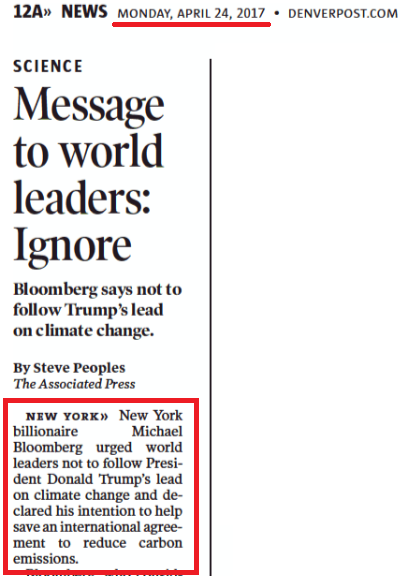 12A» NEWS MONDAY, APRIL 24, 2017 • DENVERPOST.COM
SCIENCE
Message
to world
leaders:
Ignore
Bloomberg says not to
follow Trump’s lead
on climate change.
By Steve Peoples
The Associated Press
NEW YORK» New York
billionaire Michael
Bloomberg urged world
leaders not to follow Presi-
dent Donald Trump’s lead
on climate change and de-
clared his intention to help
save an international agree-
ment to reduce carbon
emissions.